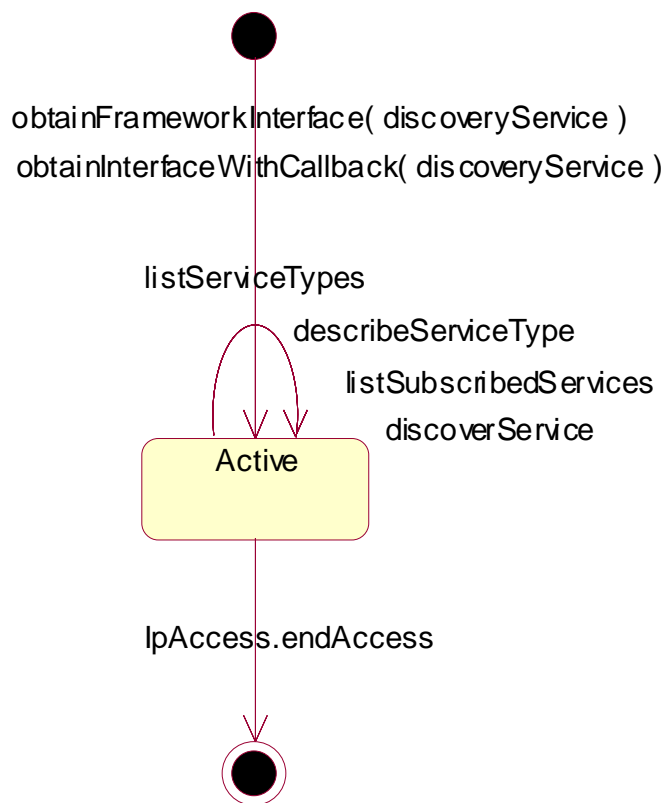 obtainFrameworkInterface( discoveryService )
obtainInterfaceWithCallback( discoveryService )
listServiceTypes
describeServiceType
listSubscribedServices
discoverService
Active
IpAccess.endAccess